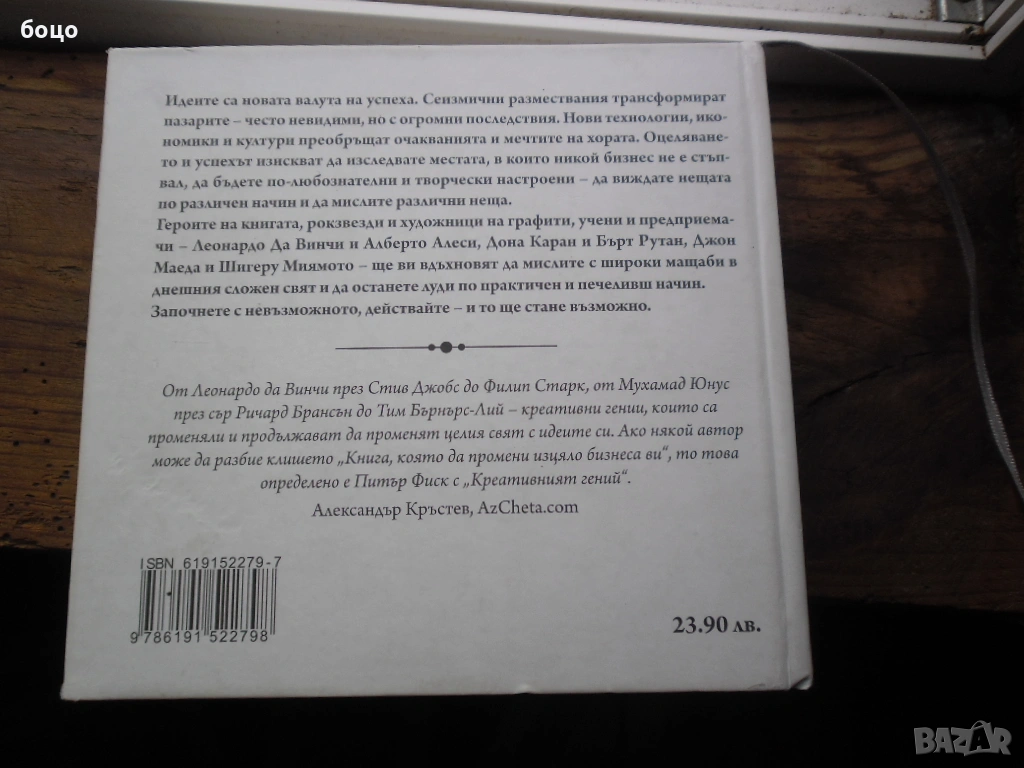 боцо
Идеите са новата валута на успеха. Сеизмични размествания трансформират
пазарите – често невидими, но с огромни последствия. Нови технологии, ико-
номики и култури преобръщат очакванията и мечтите на хората. Оцеляване-
то и успехът изискват да изследвате местата, в които никой бизнес не е стъп-
вал, да бъдете по-любознателни и творчески настроени – да виждате нещата
по различен начин и да мислите различни неща.
Героите на книгата, рокзвезди и художници на графити, учени и предприема-
чи – Леонардо Да Винчи и Алберто Алеси, Дона Каран и Бърт Рутан, Джон
Маеда и Шигеру Миямото – ще ви вдъхновят да мислите с широки мащаби в
днешния сложен свят и да останете луди по практичен и печеливш начин.
Започнете с невъзможното, действайте – и то ще стане възможно.
От Леонардо да Винчи през Стив Джобс до Филип Старк, от Мухамад Юнус
през сър Ричард Брансън до Тим Бърнърс-Лий – креативни гении, които са
променяли и продължават да променят целия свят с идеите си. Ако някой автор
може да разбие клишето „Книга, която да промени изцяло бизнеса ви“, то това
определено е Питър Фиск с „Креативният гений“.
Александър Кръстев, AzCheta.com
ISBN 619152279-7
9 786191 522798
23.90 лв.
BAZAR